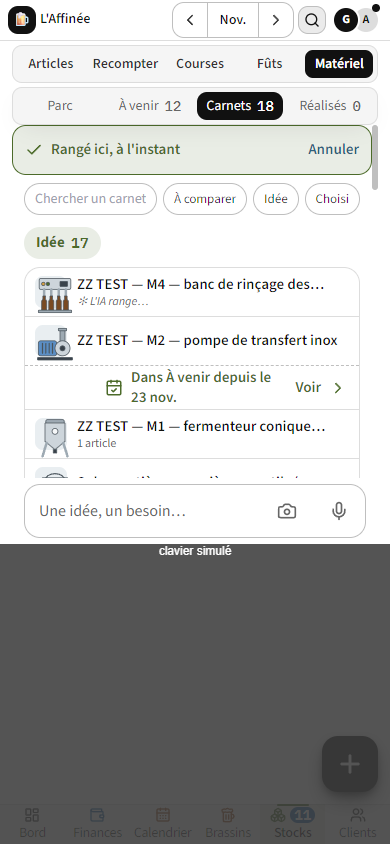 L'Affinée
Nov.
G
A
Articles Recompter Courses Fûts Matériel
Parc À venir 12 Carnets 18 Réalisés 0
Rangé ici, à l'instant Annuler
Chercher un carnet À comparer Idée Choisi
Idée 17
ZZ TEST — M4 — banc de rinçage des…
L'IA range…
ZZ TEST — M2 — pompe de transfert inox
Dans À venir depuis le
23 nov.
Voir
ZZ TEST — M1 — fermenteur conique…
1 article
Une idée, un besoin…
clavier simulé
11
Bord Finances Calendrier Brassins Stocks Clients